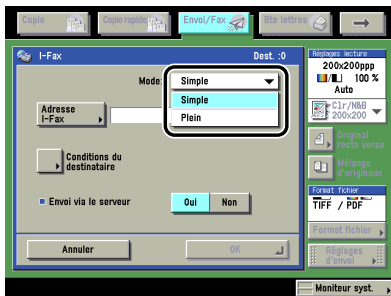 Copie
Copie rapide
Envoi/Fax
Bte lettres
I-Fax
Dest. :0
Mode:
Simple
Simple
Plein
Adresse
I-Fax
Conditions du
destinataire
Envoi via le serveur
Oui
Non
Annuler
OK
Réglages lecture
200x200ppp
100 %
Auto
Clr/N&B
200x200
Original
recto verso
Mélange
d'originaux
Format fichier
TIFF / PDF
Format fichier
Réglages
d'envoi
Moniteur syst.